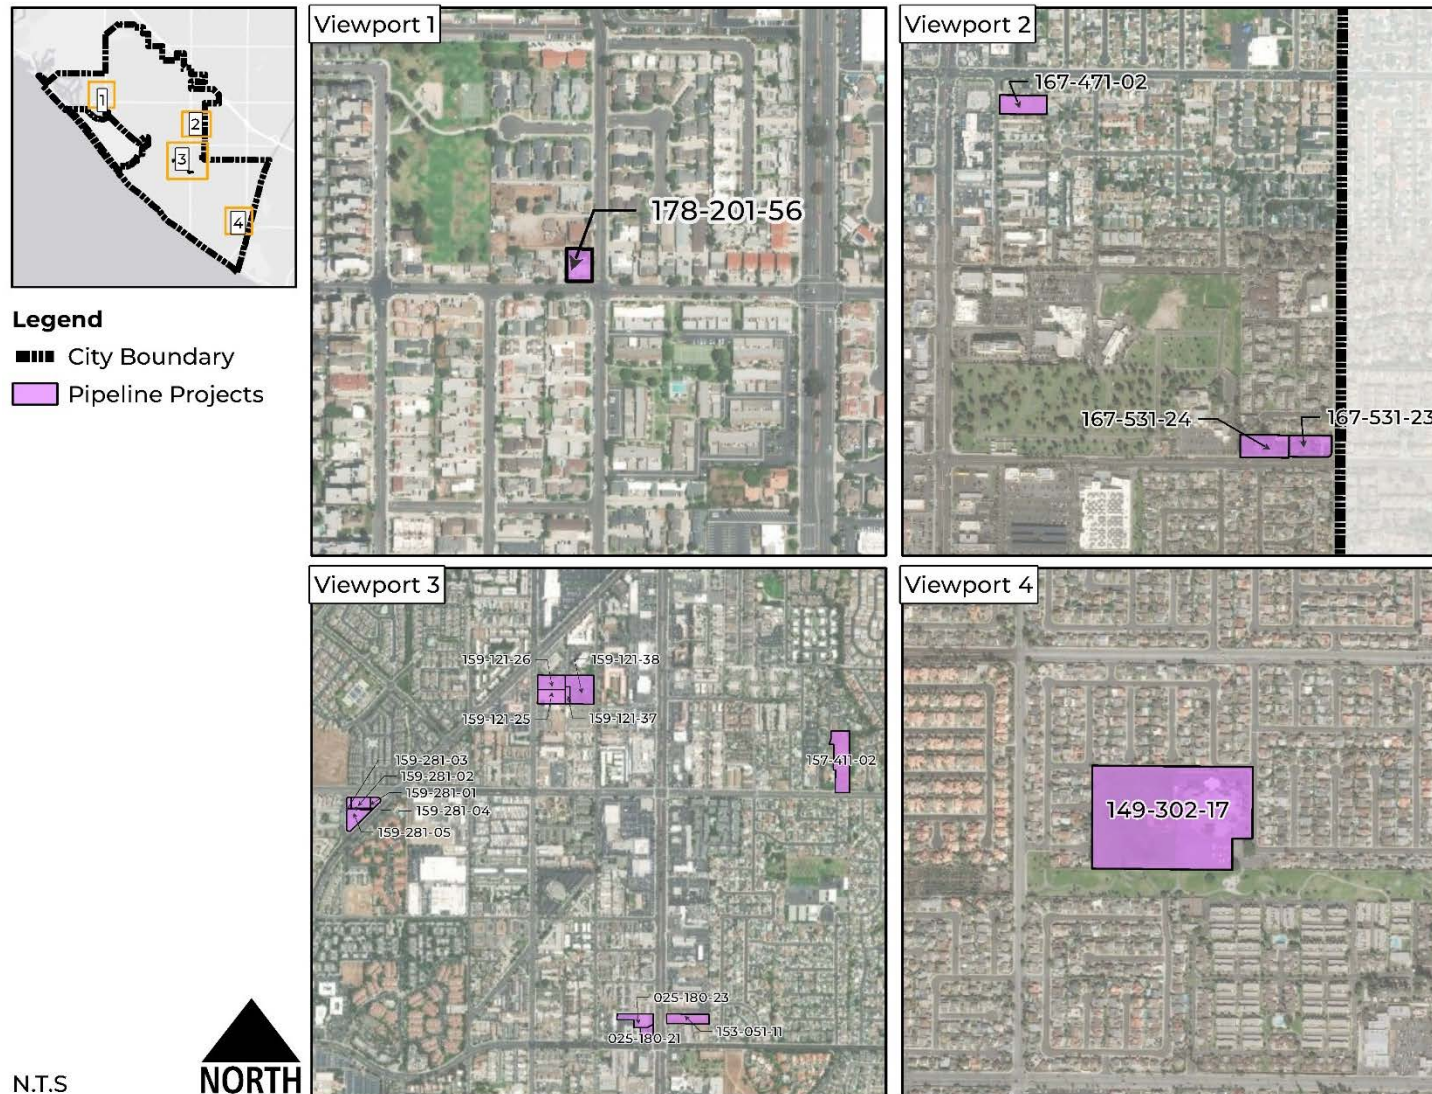 1
2
3
4
Legend
City Boundary
Pipeline Projects
N.T.S
NORTH
Viewport 1
178-201-56
Viewport 2
167-471-02
167-531-24
167-531-23
Viewport 3
159-121-26
159-121-38
159-121-25
159-121-37
157-411-02
159-281-03
159-281-02
159-281-01
159-281-04
159-281-05
025-180-23
025-180-21
153-051-11
Viewport 4
149-302-17